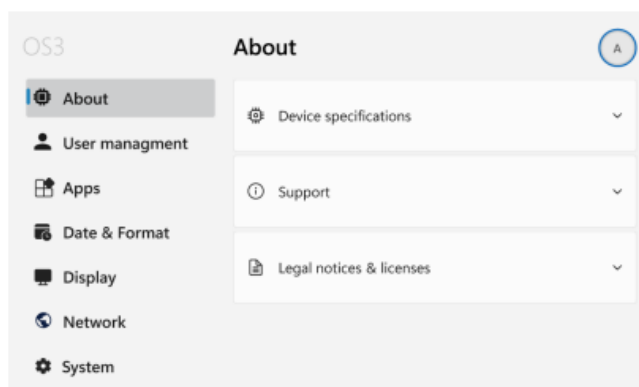 OS3
About
User managment
Apps
Date & Format
Display
Network
System
About
A
Device specifications
Support
Legal notices & licenses